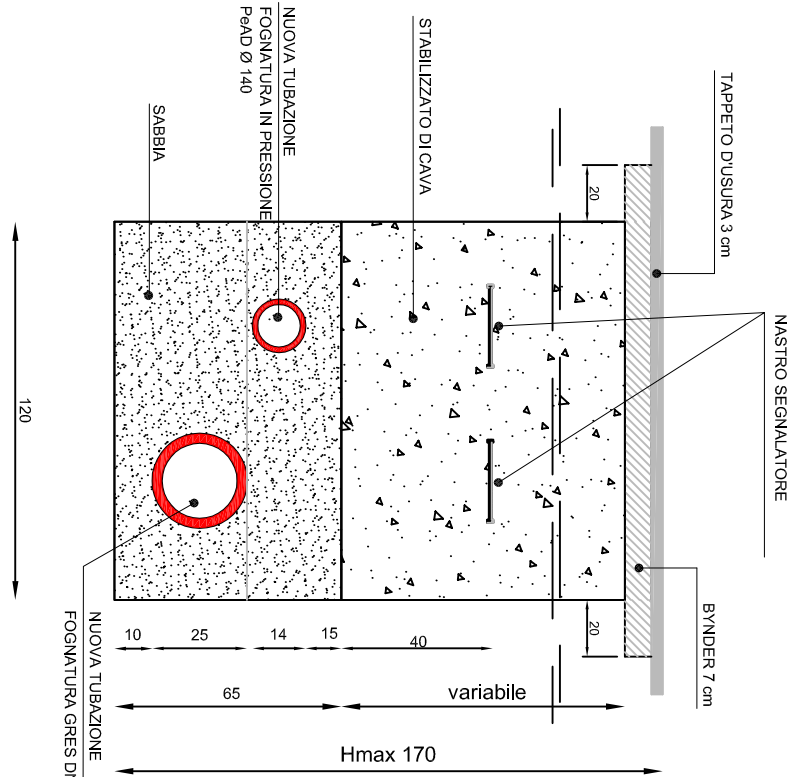 TAPPETO D'USURA 3 cm
NASTRO SEGNALATORE
BYNDER 7 cm
20
20
STABILIZZATO DI CAVA
NUOVA TUBAZIONE
FOGNATURA IN PRESSIONE
PeAD Ø 140
SABBIA
NUOVA TUBAZIONE
FOGNATURA GRES
120
10
25
14
15
40
65
variabile
Hmax 170